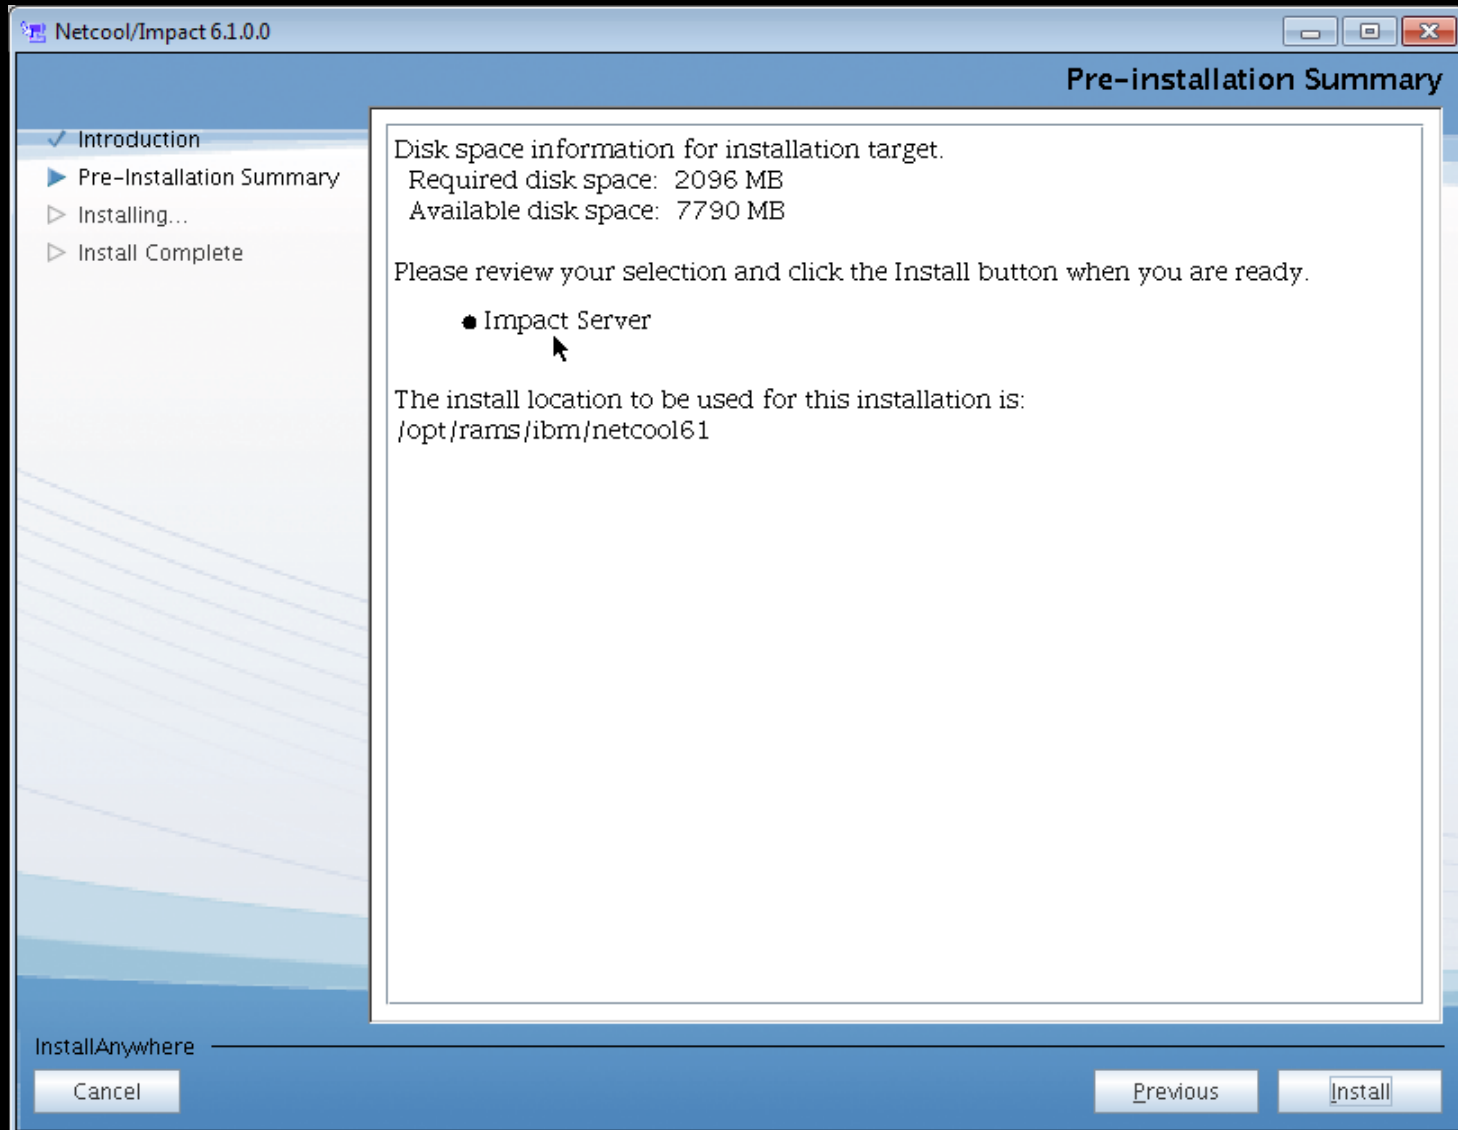 Netcool/Impact 6.1.0.0
Pre-installation Summary
Introduction
Pre-Installation Summary
Installing...
Install Complete
Disk space information for installation target.
Required disk space: 2096 MB
Available disk space: 7790 MB
Please review your selection and click the Install button when you are ready.
Impact Server
The install location to be used for this installation is:
/opt/rams/ibm/netcool61
InstallAnywhere
Cancel
Previous
Install